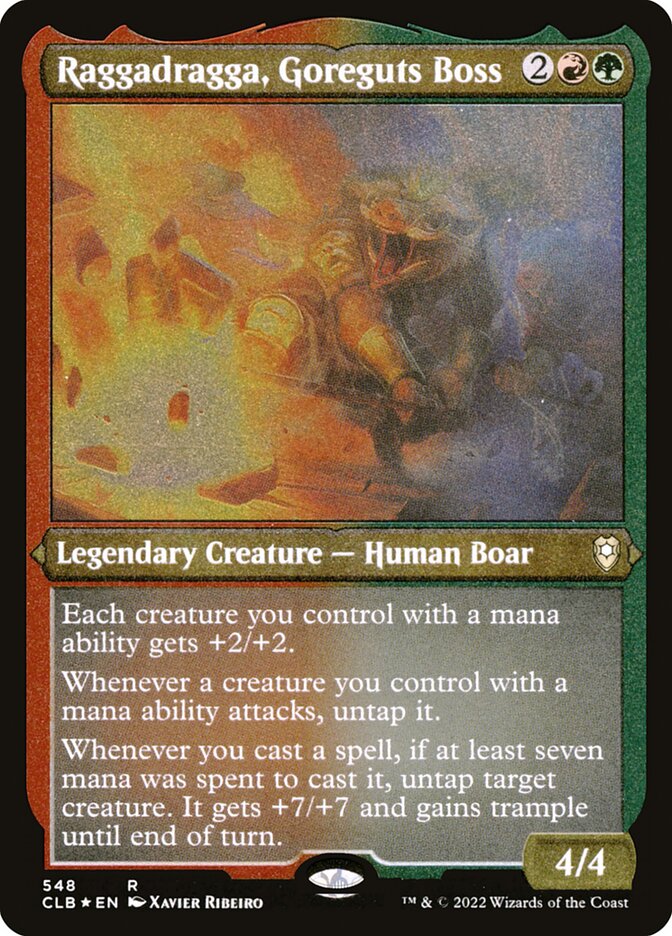 Raggadragga, Goreguts Boss 2
Legendary Creature — Human Boar
Each creature you control with a mana
ability gets +2/+2.
Whenever a creature you control with a
mana ability attacks, untap it.
Whenever you cast a spell, if at least seven
mana was spent to cast it, untap target
creature. It gets +7/+7 and gains trample
until end of turn.
4/4
548 R
CLB★EN Xavier Ribeiro
™ & © 2022 Wizards of the Coast